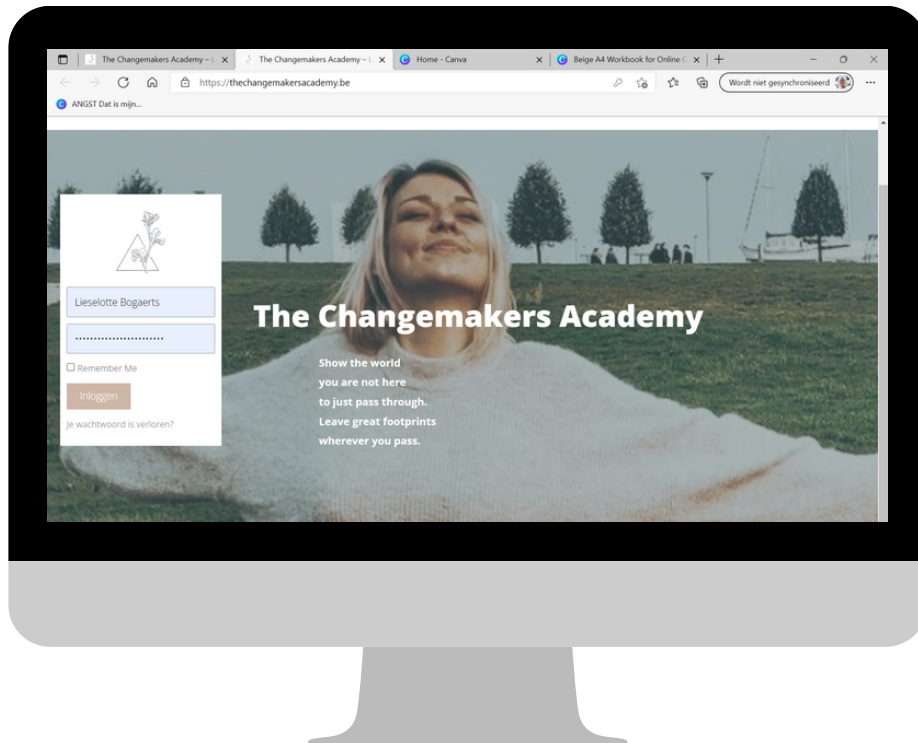 The Changemakers Academy – L
The Changemakers Academy – L
Home - Canva
Beige A4 Workbook for Online C
https://thechangemakersacademy.be
Wordt niet gesynchroniseerd
ANGST Dat is mijn...
Lieselotte Bogaerts
Remember Me
Inloggen
Je wachtwoord is verloren?
The Changemakers Academy
Show the world
you are not here
to just pass through.
Leave great footprints
wherever you pass.